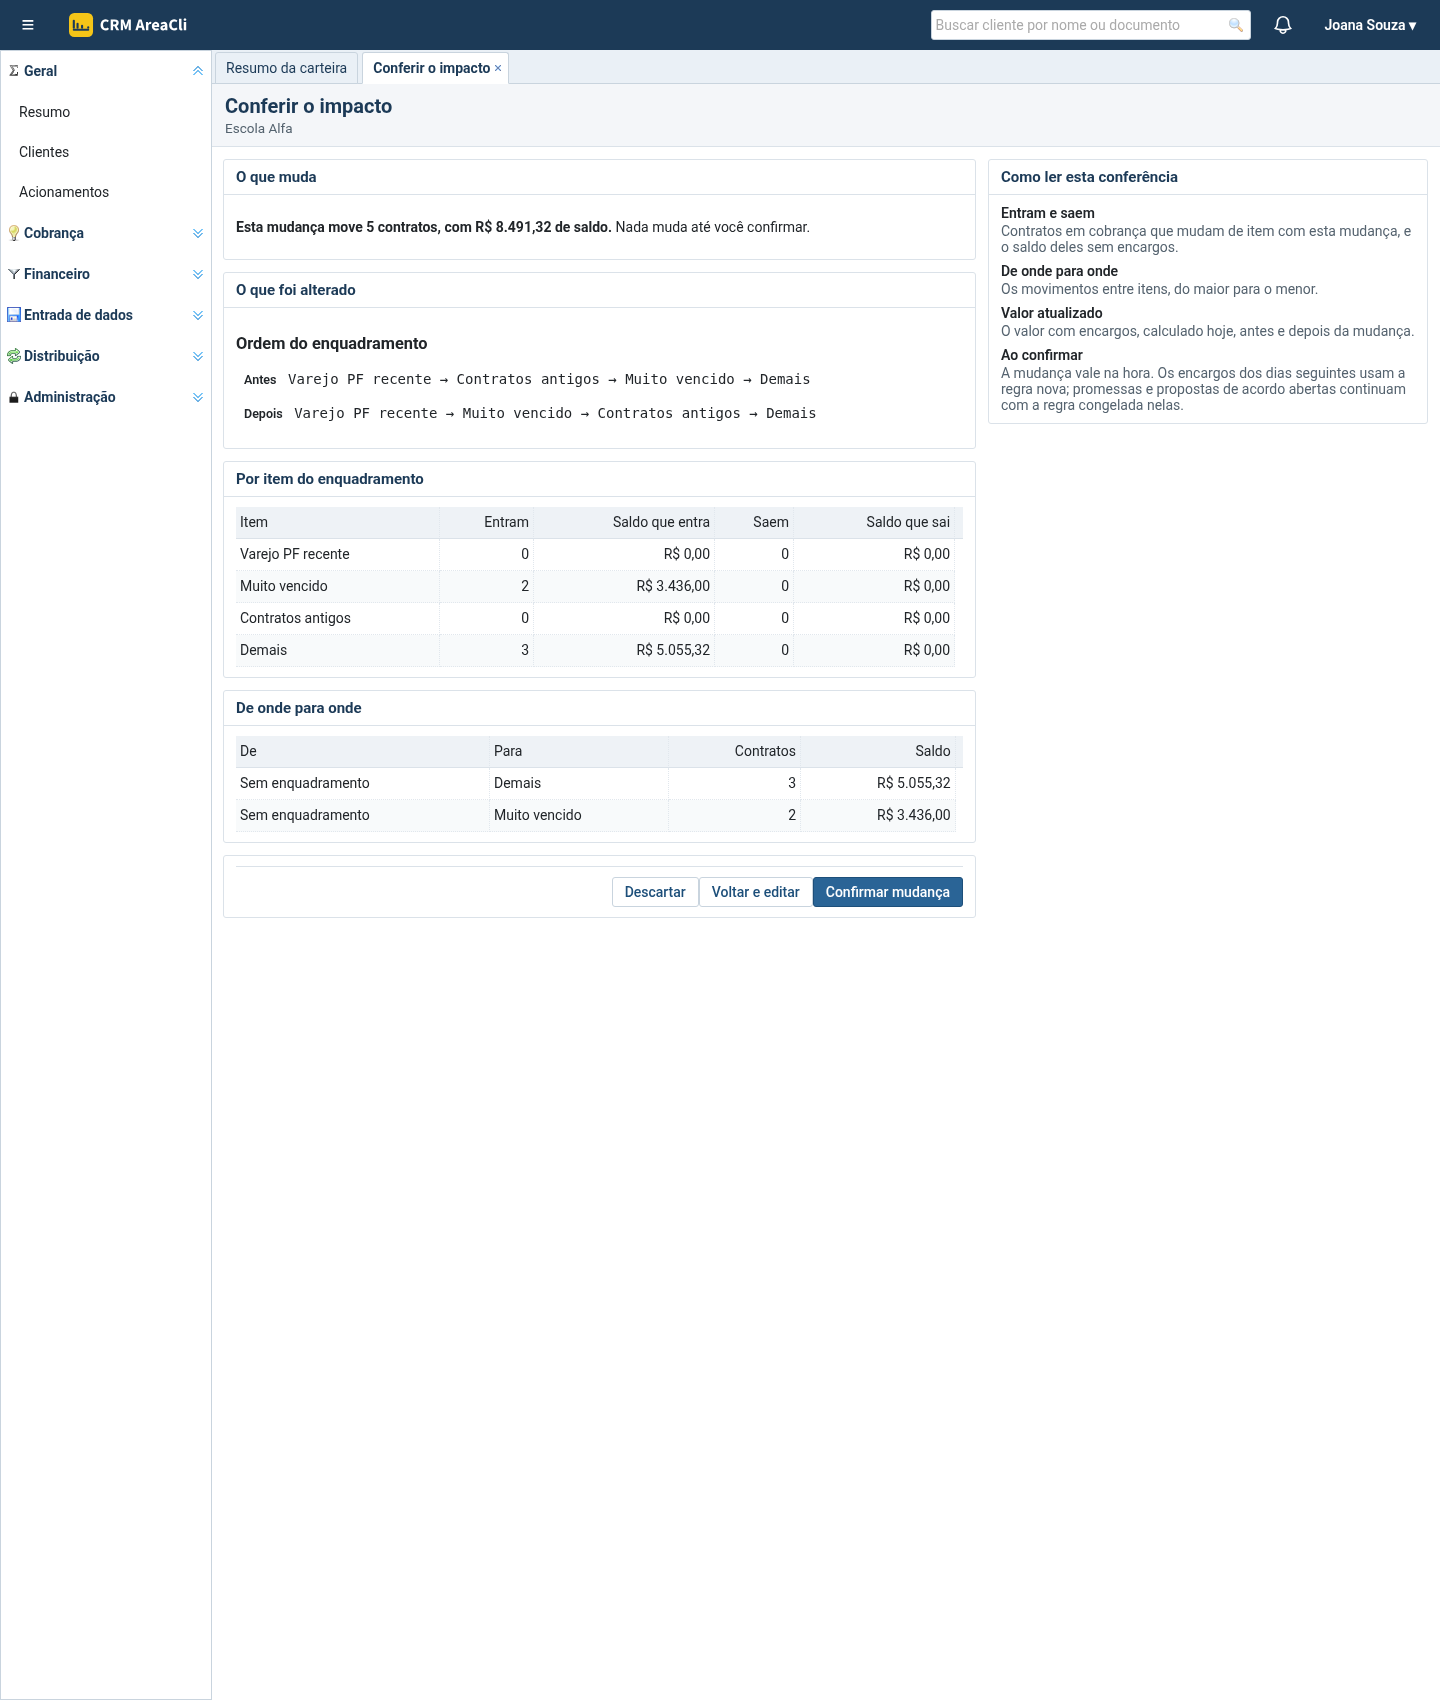 ≡ CRM AreaCli Buscar cliente por nome ou documento Joana Souza ▾
Σ Geral
Resumo
Clientes
Acionamentos
Cobrança
Financeiro
Entrada de dados
Distribuição
Administração
Resumo da carteira Conferir o impacto ×
Conferir o impacto
Escola Alfa
O que muda
Esta mudança move 5 contratos, com R$ 8.491,32 de saldo. Nada muda até você confirmar.
O que foi alterado
Ordem do enquadramento
Antes Varejo PF recente → Contratos antigos → Muito vencido → Demais
Depois Varejo PF recente → Muito vencido → Contratos antigos → Demais
Por item do enquadramento
Item Entram Saldo que entra Saem Saldo que sai
Varejo PF recente 0 R$ 0,00 0 R$ 0,00
Muito vencido 2 R$ 3.436,00 0 R$ 0,00
Contratos antigos 0 R$ 0,00 0 R$ 0,00
Demais 3 R$ 5.055,32 0 R$ 0,00
De onde para onde
De Para Contratos Saldo
Sem enquadramento Demais 3 R$ 5.055,32
Sem enquadramento Muito vencido 2 R$ 3.436,00
Descartar Voltar e editar Confirmar mudança
Como ler esta conferência
Entram e saem
Contratos em cobrança que mudam de item com esta mudança, e
o saldo deles sem encargos.
De onde para onde
Os movimentos entre itens, do maior para o menor.
Valor atualizado
O valor com encargos, calculado hoje, antes e depois da mudança.
Ao confirmar
A mudança vale na hora. Os encargos dos dias seguintes usam a
regra nova; promessas e propostas de acordo abertas continuam
com a regra congelada nelas.